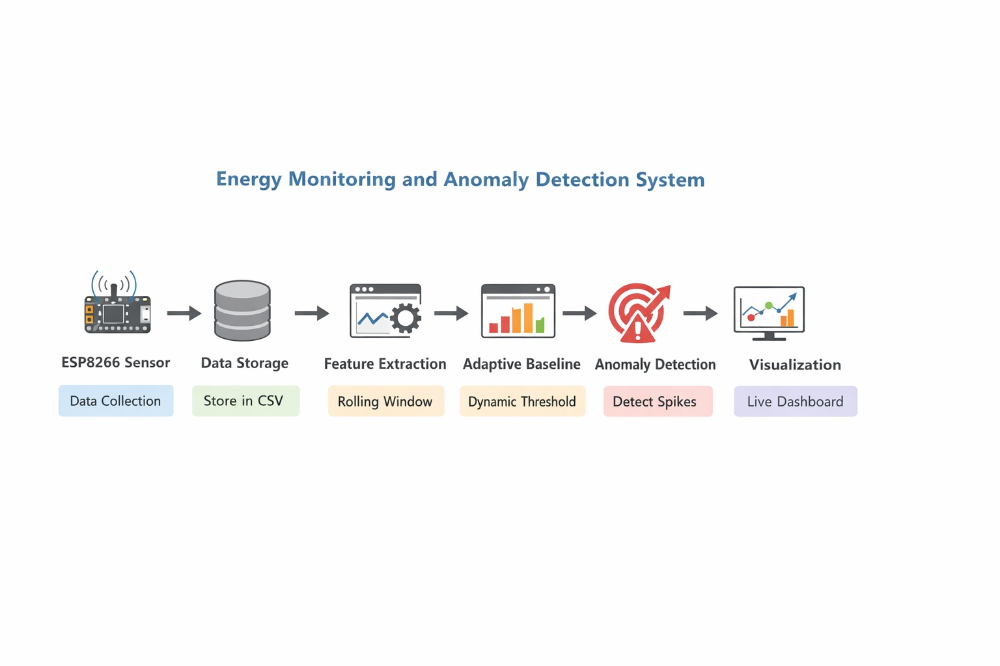 Energy Monitoring and Anomaly Detection System
ESP8266 Sensor
Data Storage
Feature Extraction
Adaptive Baseline
Anomaly Detection
Visualization
Data Collection
Store in CSV
Rolling Window
Dynamic Threshold
Detect Spikes
Live Dashboard